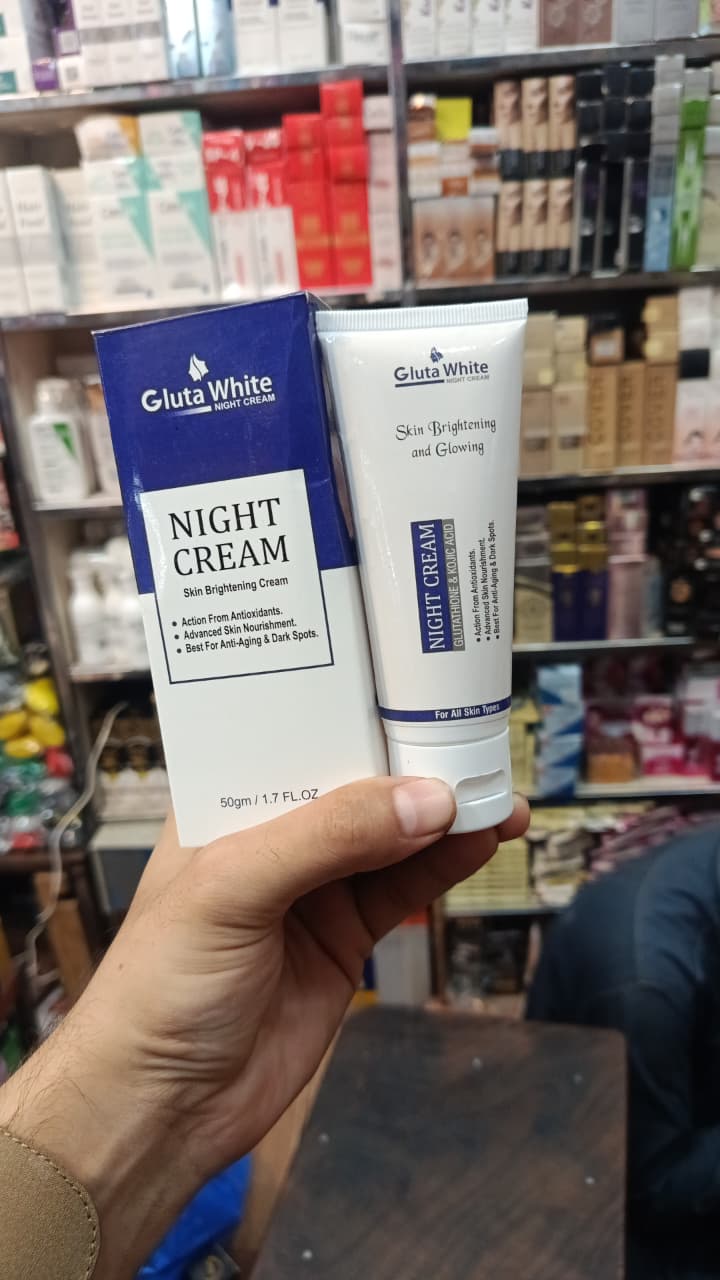 Gluta White
NIGHT CREAM
NIGHT
CREAM
Skin Brightening Cream
• Action From Antioxidants.
• Advanced Skin Nourishment.
• Best For Anti-Aging & Dark Spots.
50gm / 1.7 FL.OZ
Gluta White
NIGHT CREAM
Skin Brightening
and Glowing
NIGHT CREAM
GLUTATHIONE & KOJIC ACID
• Action From Antioxidants.
• Advanced Skin Nourishment.
• Best For Anti-Aging & Dark Spots.
For All Skin Types